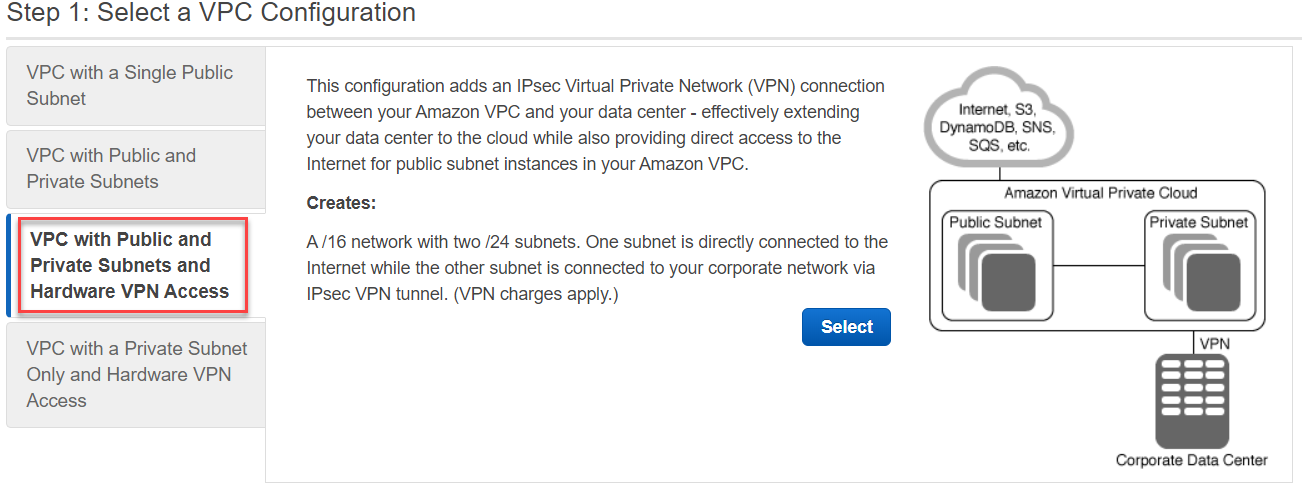 Step 1: Select a VPC Configuration
VPC with a Single Public
Subnet
VPC with Public and
Private Subnets
VPC with Public and
Private Subnets and
Hardware VPN Access
VPC with a Private Subnet
Only and Hardware VPN
Access
This configuration adds an IPsec Virtual Private Network (VPN) connection
between your Amazon VPC and your data center - effectively extending
your data center to the cloud while also providing direct access to the
Internet for public subnet instances in your Amazon VPC.
Creates:
A /16 network with two /24 subnets. One subnet is directly connected to the
Internet while the other subnet is connected to your corporate network via
IPsec VPN tunnel. (VPN charges apply.)
Select
Internet, S3,
DynamoDB, SNS,
SQS, etc.
Amazon Virtual Private Cloud
Public Subnet
Private Subnet
VPN
Corporate Data Center